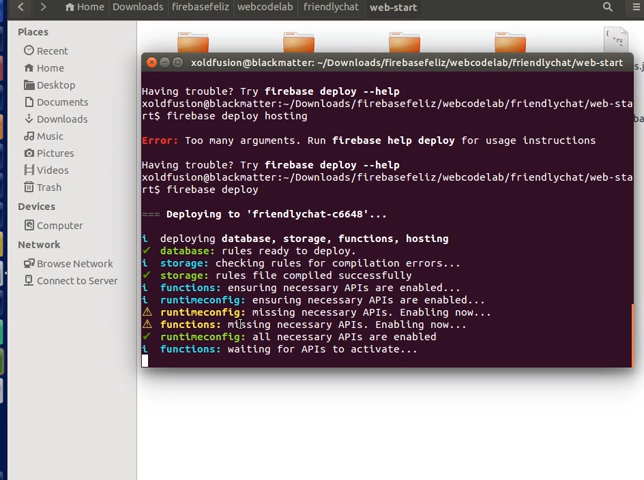 Home Downloads firebasefeliz webcodelab friendlychat web-start
Places
Recent
Home
Desktop
Documents
Downloads
Music
Pictures
Videos
Trash
Devices
Computer
Network
Browse Network
Connect to Server
xoldfusion@blackmatter: ~/Downloads/firebasefeliz/webcodelab/friendlychat/web-start
Having trouble? Try firebase deploy --help
xoldfusion@blackmatter:~/Downloads/firebasefeliz/webcodelab/friendlychat/web-sta
rt$ firebase deploy hosting
Error: Too many arguments. Run firebase help deploy for usage instructions
Having trouble? Try firebase deploy --help
xoldfusion@blackmatter:~/Downloads/firebasefeliz/webcodelab/friendlychat/web-sta
rt$ firebase deploy
=== Deploying to 'friendlychat-c6648'...
i deploying database, storage, functions, hosting
✔ database: rules ready to deploy.
i storage: checking rules for compilation errors...
✔ storage: rules file compiled successfully
i functions: ensuring necessary APIs are enabled...
i runtimeconfig: ensuring necessary APIs are enabled...
⚠ runtimeconfig: missing necessary APIs. Enabling now...
⚠ functions: missing necessary APIs. Enabling now...
✔ runtimeconfig: all necessary APIs are enabled
i functions: waiting for APIs to activate...